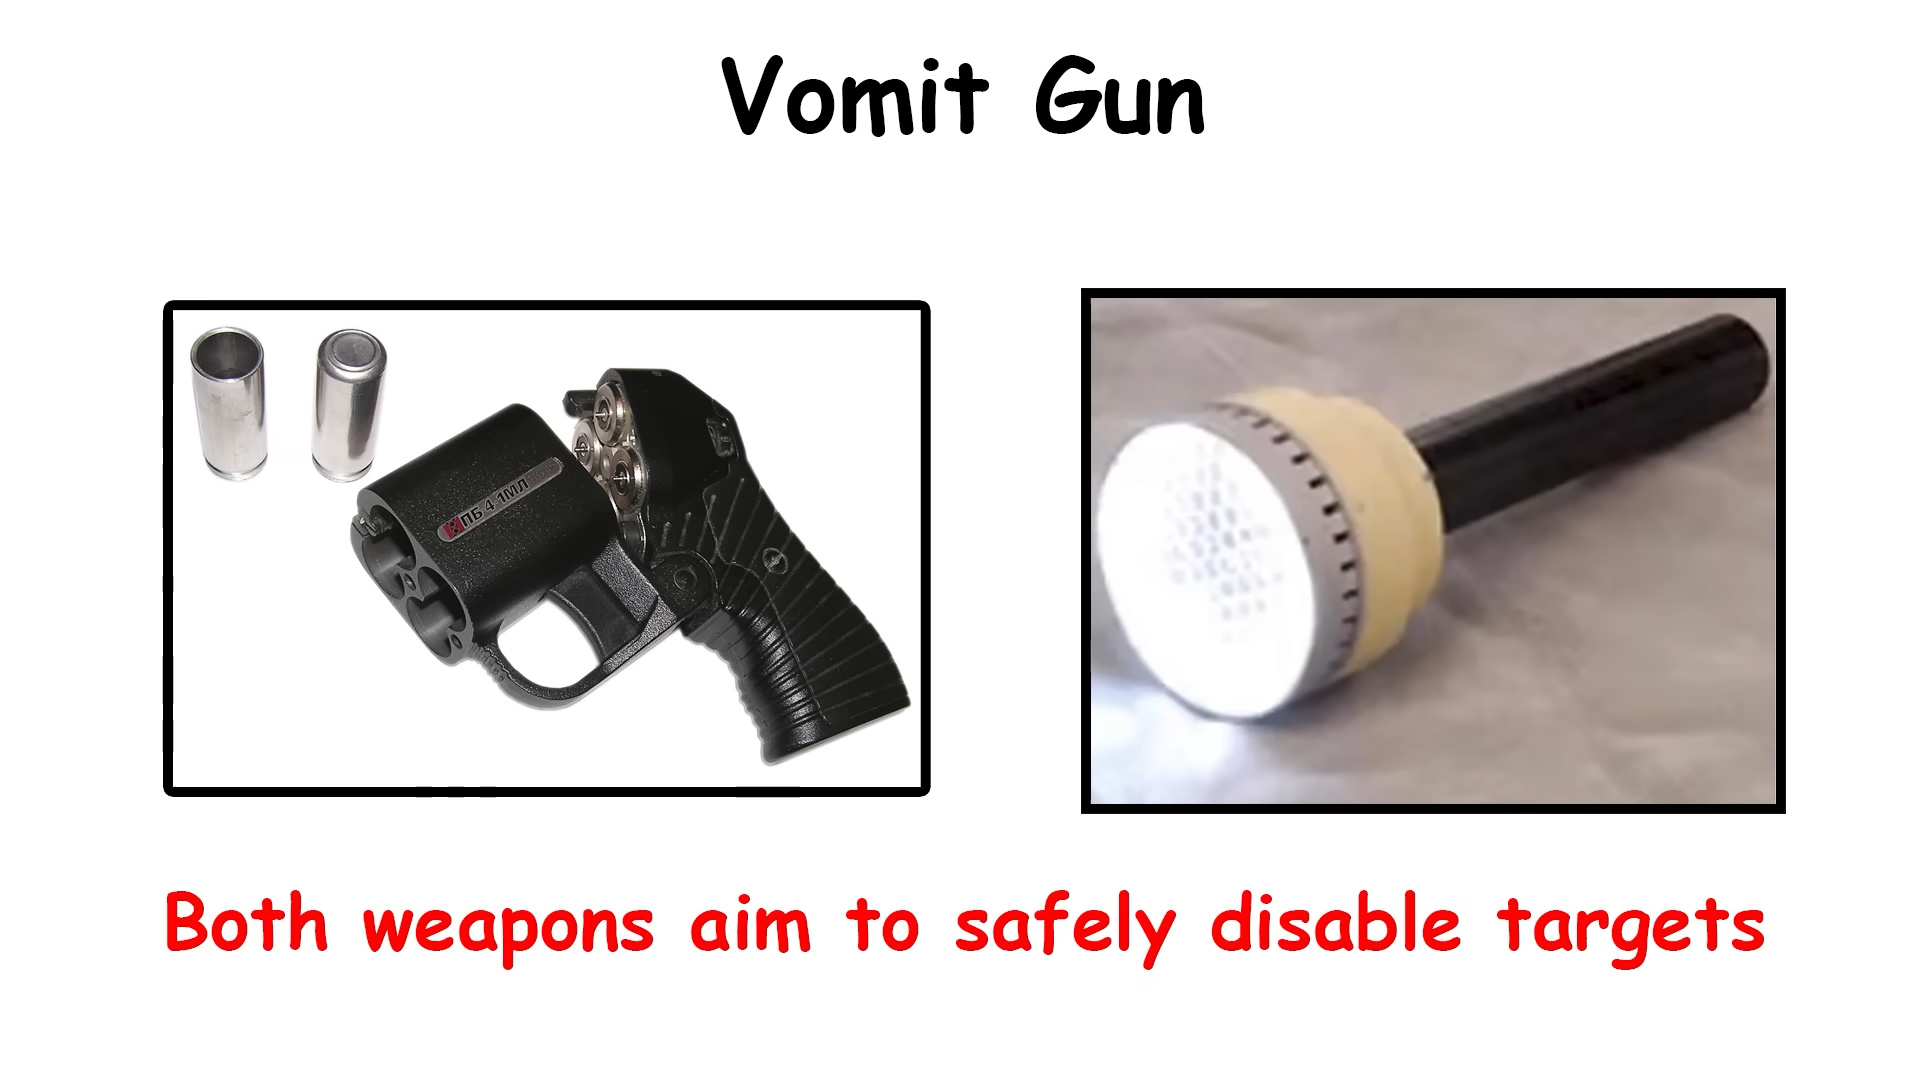 Vomit Gun
ПБ-4-1МЛ
Both weapons aim to safely disable targets